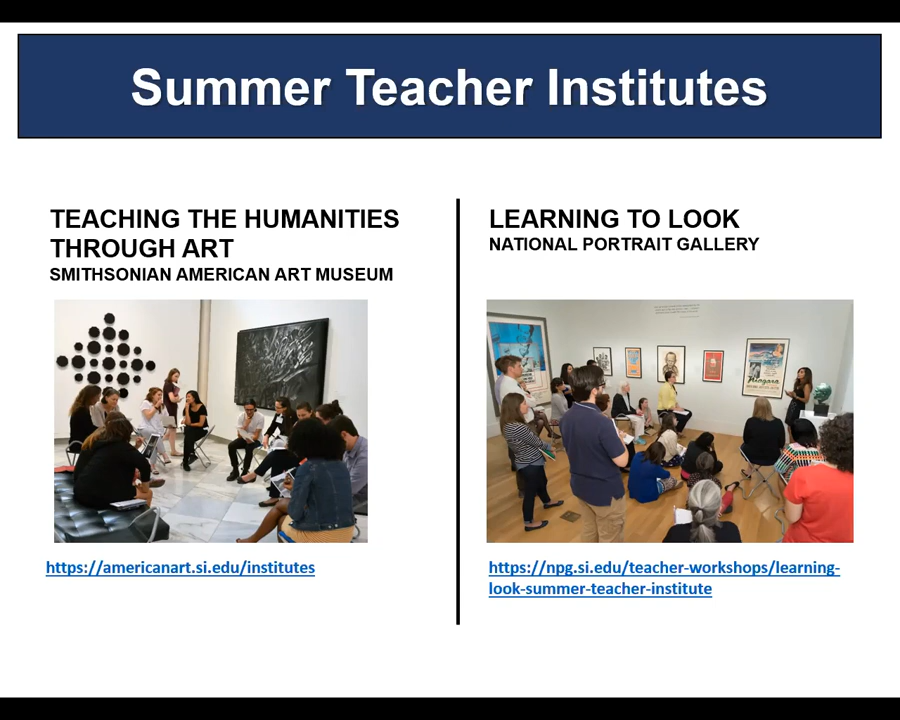 Summer Teacher Institutes
TEACHING THE HUMANITIES
THROUGH ART
SMITHSONIAN AMERICAN ART MUSEUM
https://americanart.si.edu/institutes
LEARNING TO LOOK
NATIONAL PORTRAIT GALLERY
Niagara
https://npg.si.edu/teacher-workshops/learning-
look-summer-teacher-institute